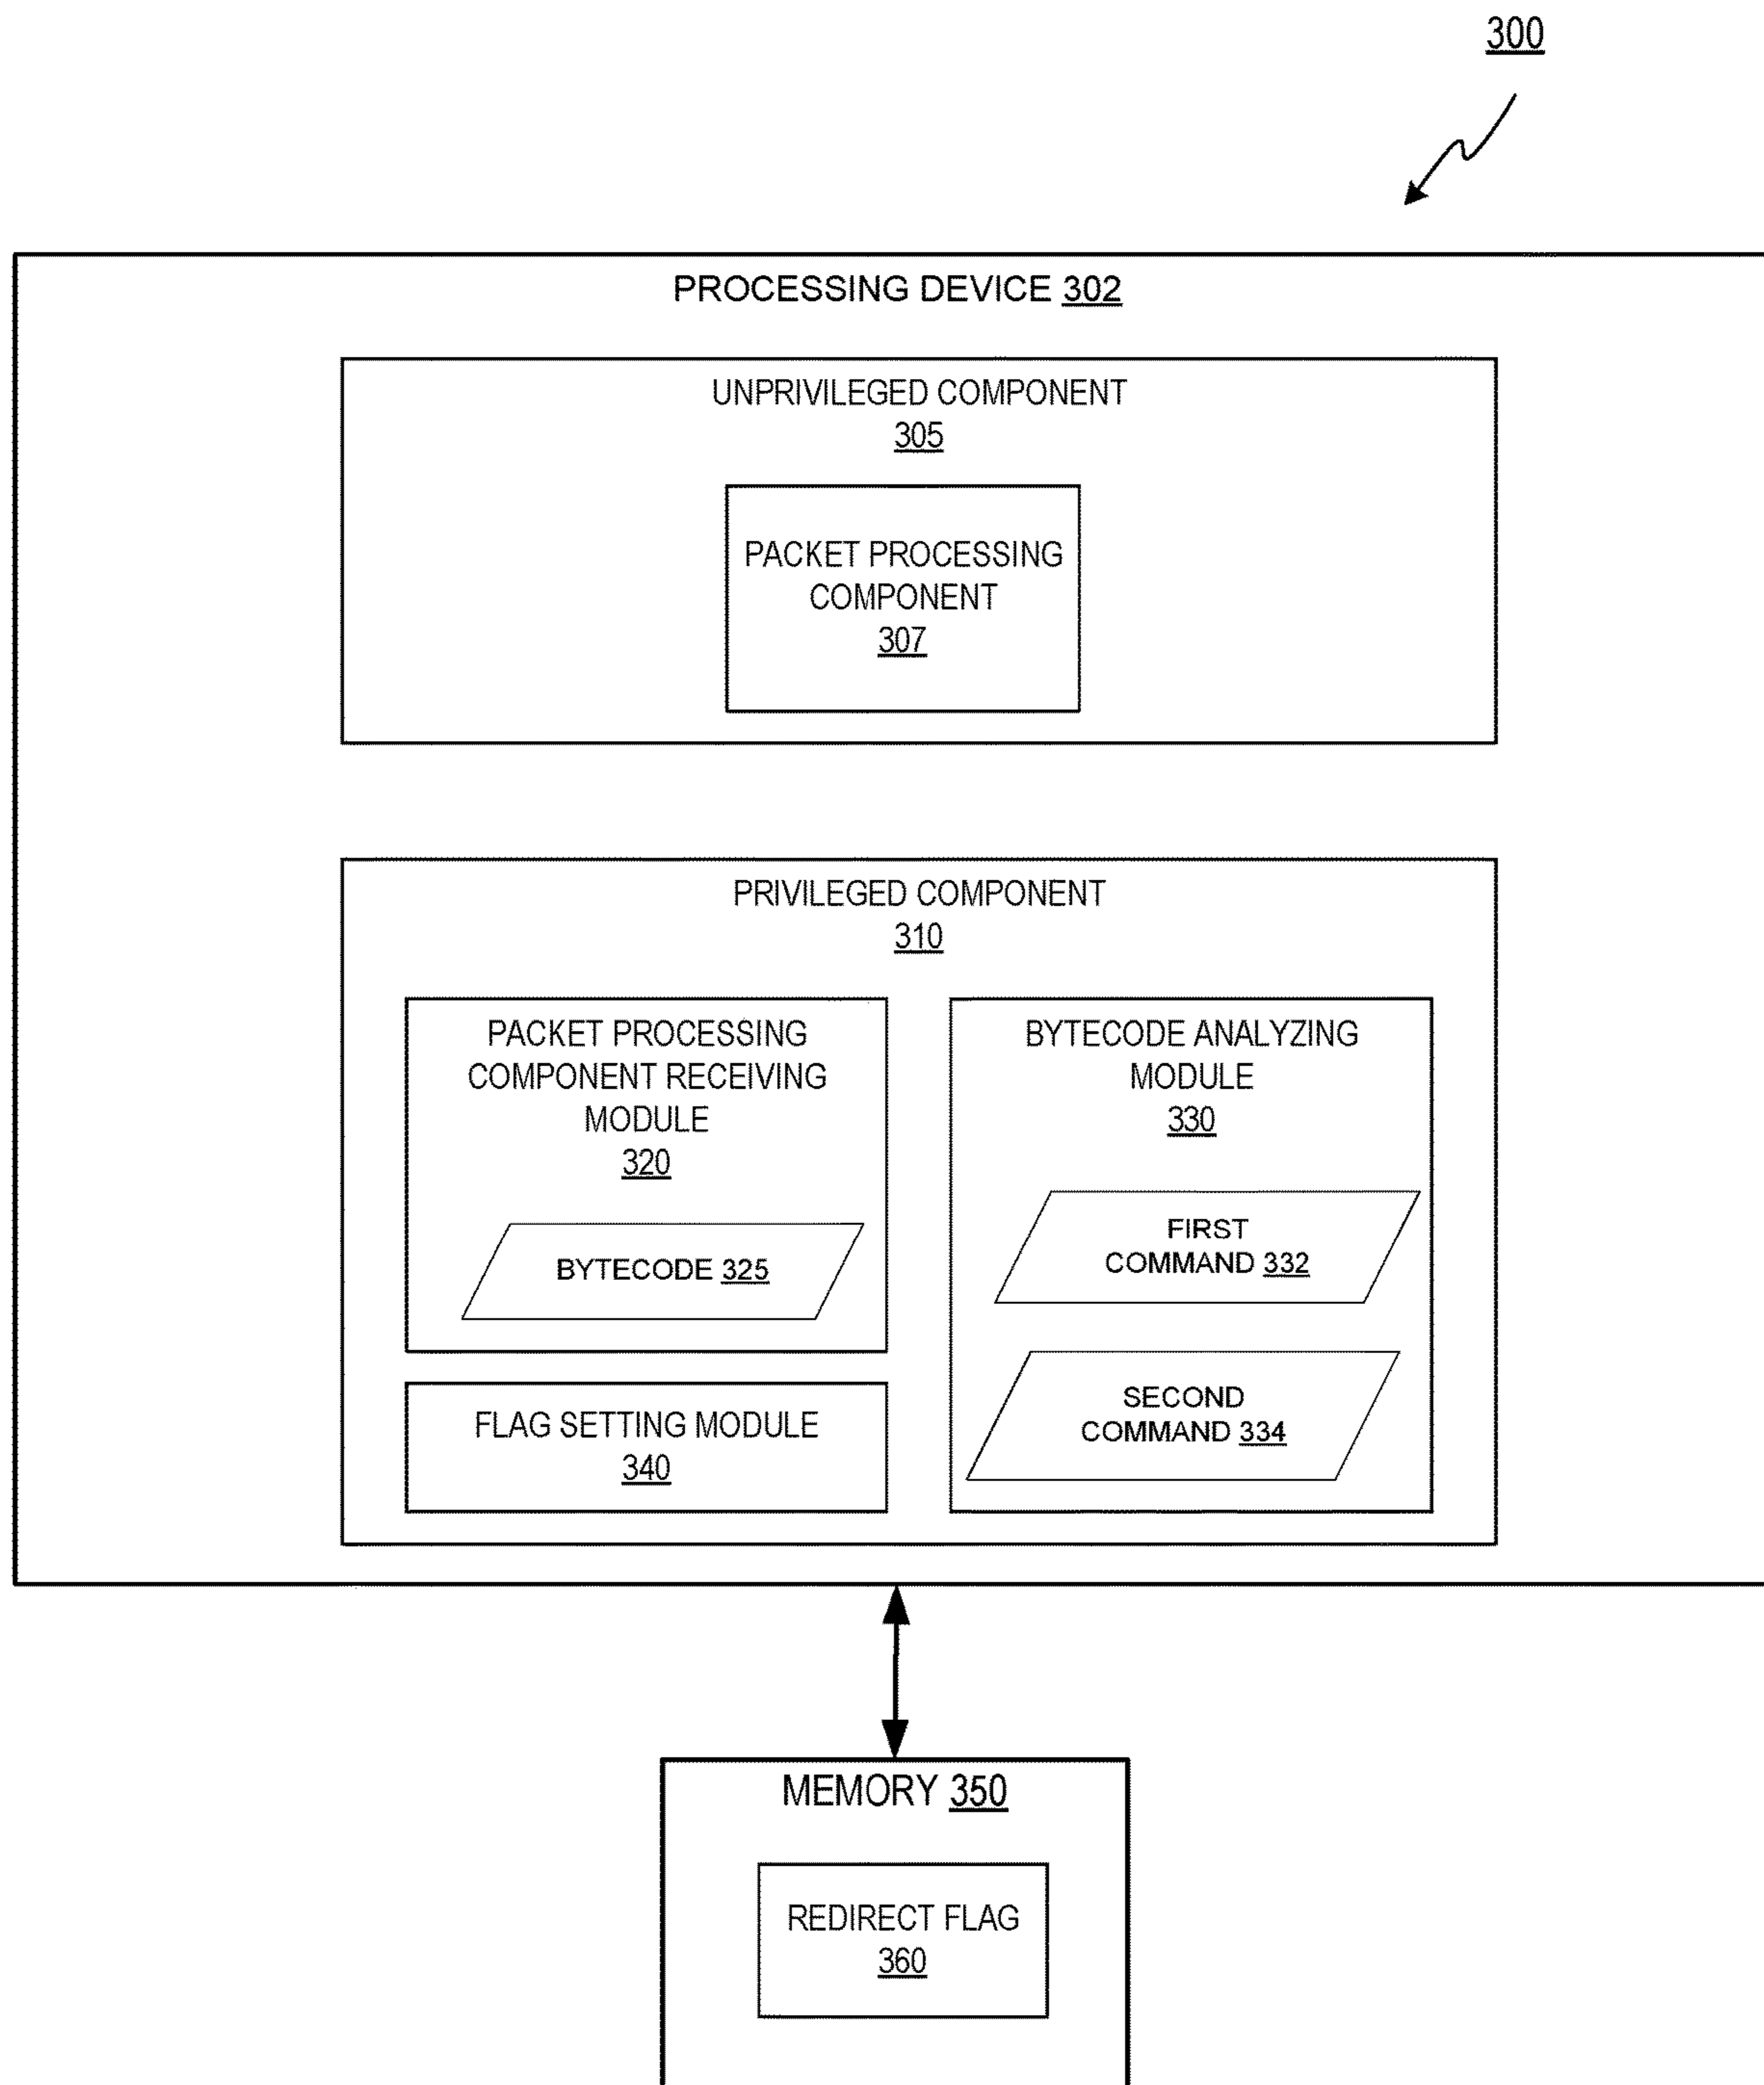 300
PROCESSING DEVICE 302
UNPRIVILEGED COMPONENT
305
PACKET PROCESSING
COMPONENT
307
PRIVILEGED COMPONENT
310
PACKET PROCESSING
COMPONENT RECEIVING
MODULE
320
BYTECODE 325
FLAG SETTING MODULE
340
BYTECODE ANALYZING
MODULE
330
FIRST
COMMAND 332
SECOND
COMMAND 334
MEMORY 350
REDIRECT FLAG
360